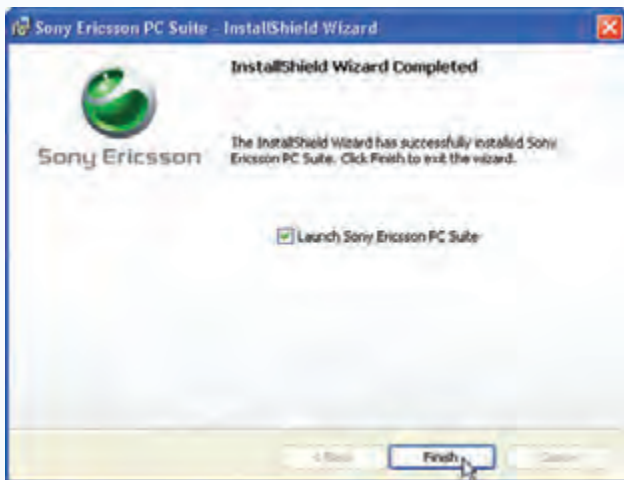 Sony Ericsson PC Suite - InstallShield Wizard
InstallShield Wizard Completed
Sony Ericsson
The InstallShield Wizard has successfully installed Sony
Ericsson PC Suite. Click Finish to exit the wizard.
Launch Sony Ericsson PC Suite
< Back
Finish
Cancel